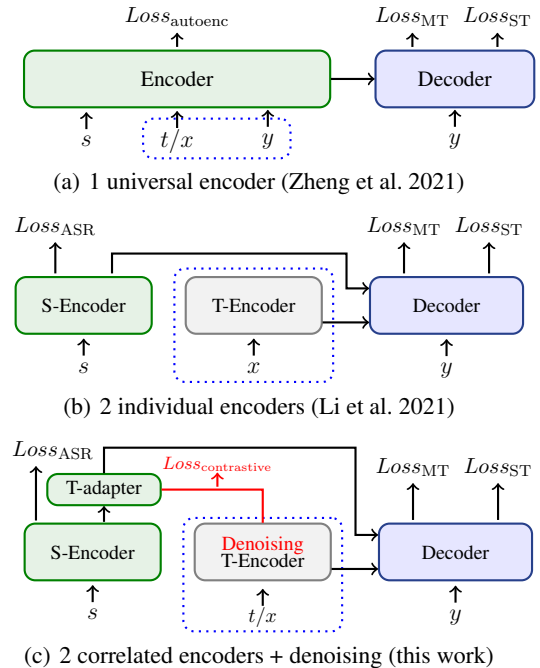 Loss_autoenc Loss_MT Loss_ST
Encoder Decoder
s t/x y y
(a) 1 universal encoder (Zheng et al. 2021)
Loss_ASR Loss_MT Loss_ST
S-Encoder T-Encoder Decoder
s x y
(b) 2 individual encoders (Li et al. 2021)
Loss_ASR Loss_contrastive Loss_MT Loss_ST
T-adapter
S-Encoder Denoising T-Encoder Decoder
s t/x y
(c) 2 correlated encoders + denoising (this work)